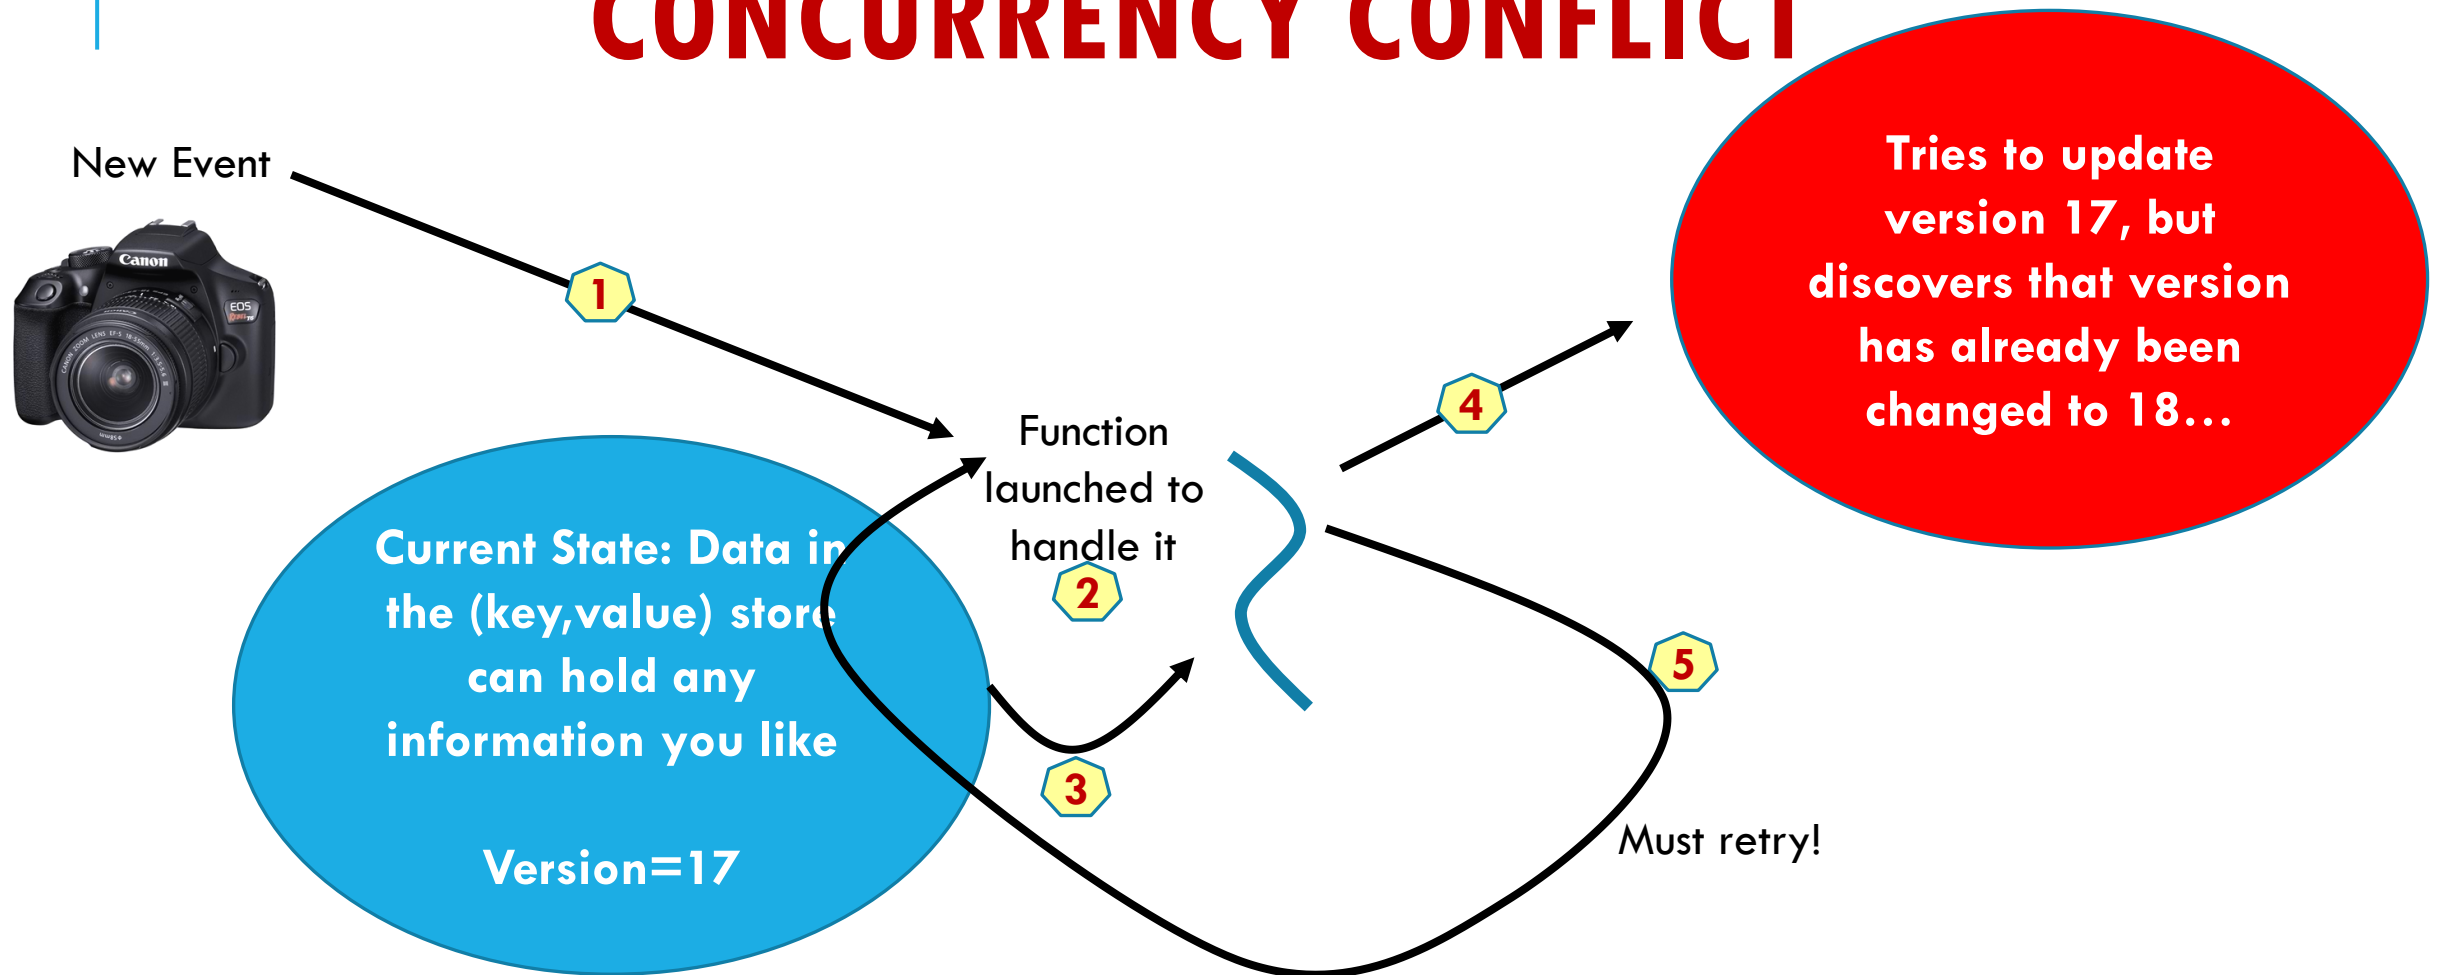 CONCURRENCY CONFLICT
New Event
Canon
EOS
1
Tries to update
version 17, but
discovers that version
has already been
changed to 18...
4
Function
launched to
handle it
2
Current State: Data in
the (key,value) store
can hold any
information you like
Version=17
3
5
Must retry!